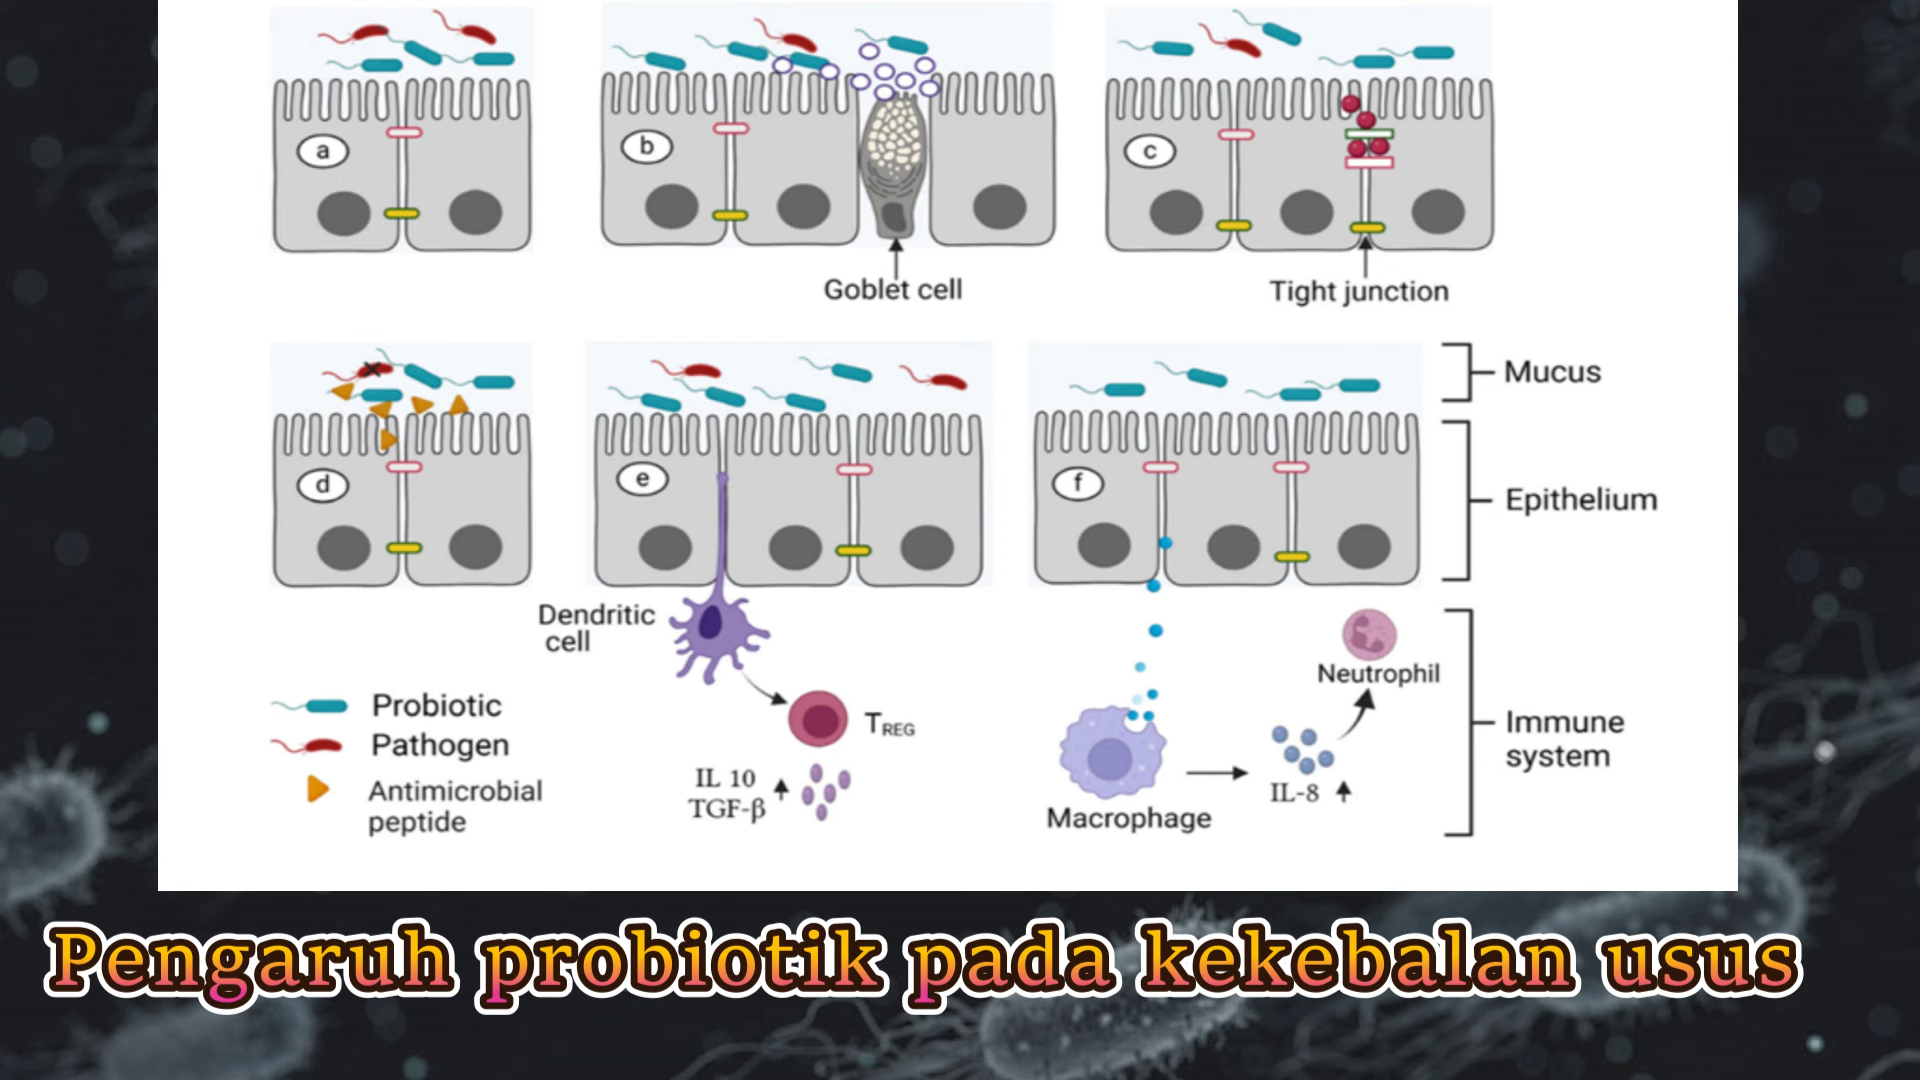 a
b
c
Goblet cell
Tight junction
Mucus
d
e
f
Epithelium
Dendritic
cell
Neutrophil
Probiotic
Pathogen
Antimicrobial
peptide
T REG
IL 10
TGF-β
Macrophage
IL-8
Immune
system
Pengaruh probiotik pada kekebalan usus